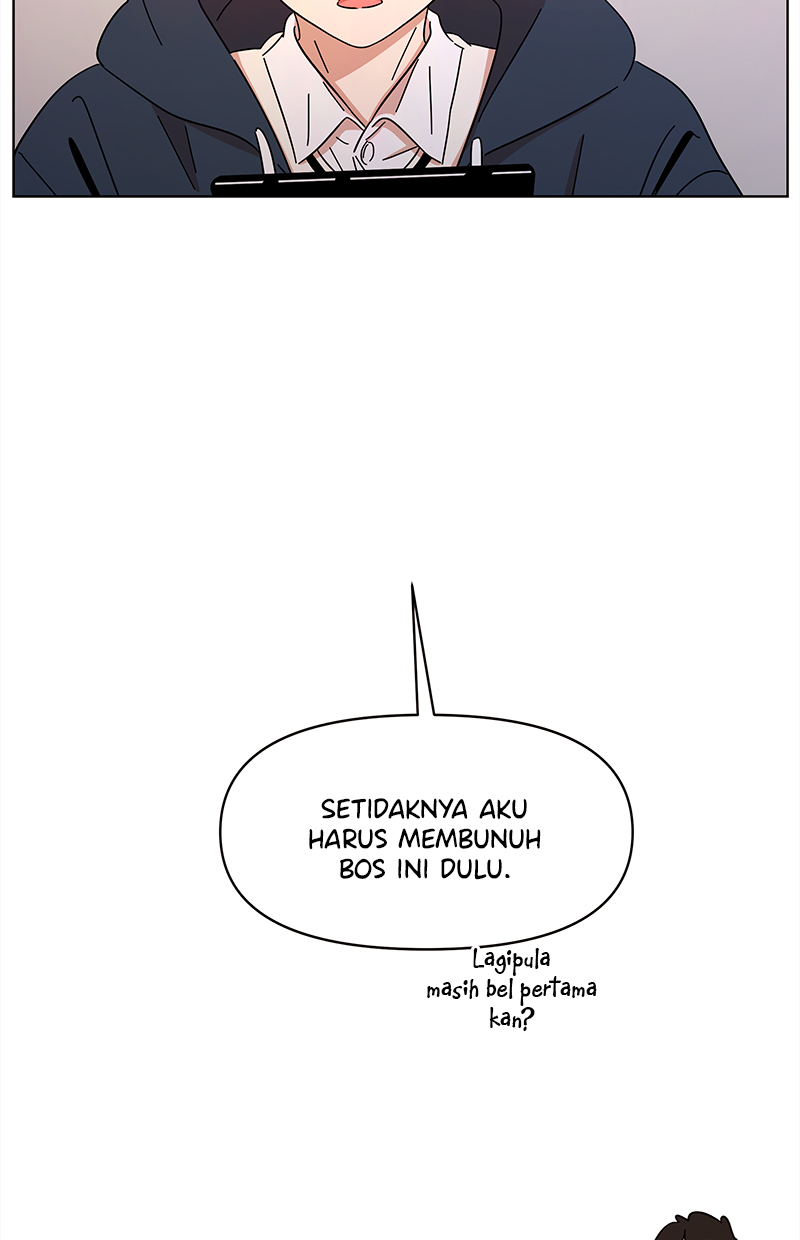 SETIDAKNYA AKU
HARUS MEMBUNUH
BOS INI DULU.
Lagipula
masih bel pertama
kan?